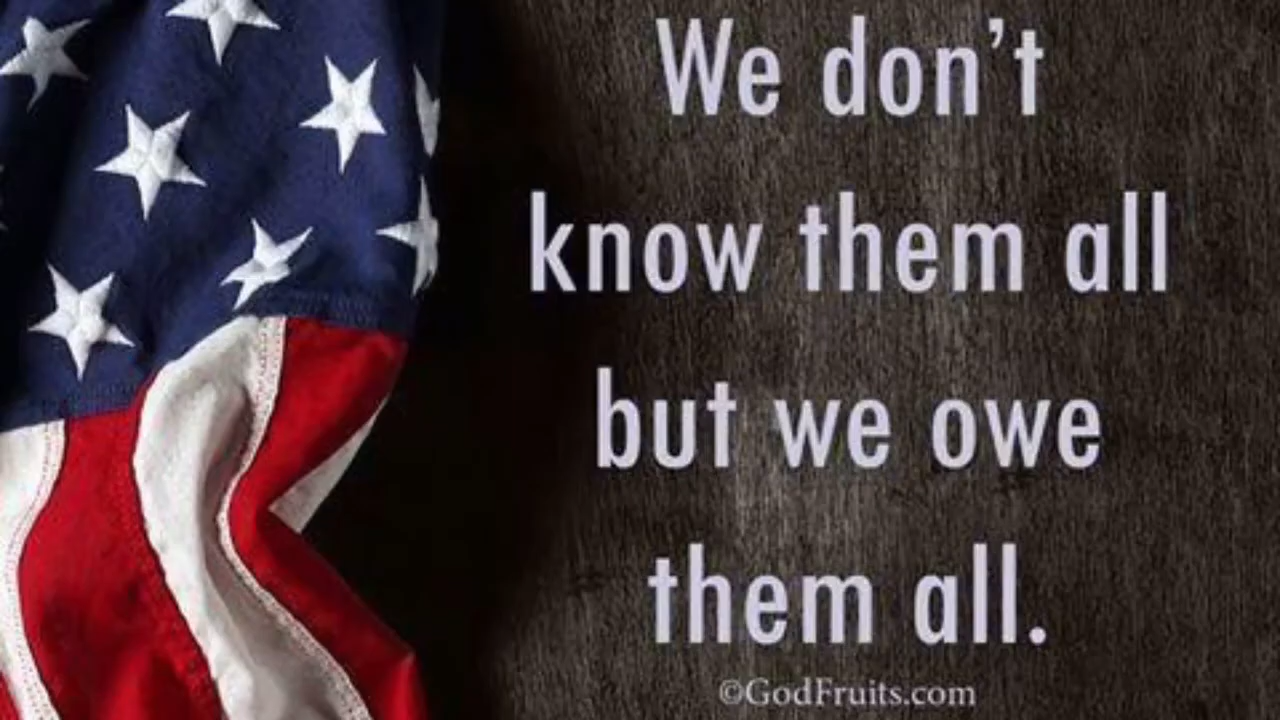 We don’t
know them all
but we owe
them all.
©GodFruits.com